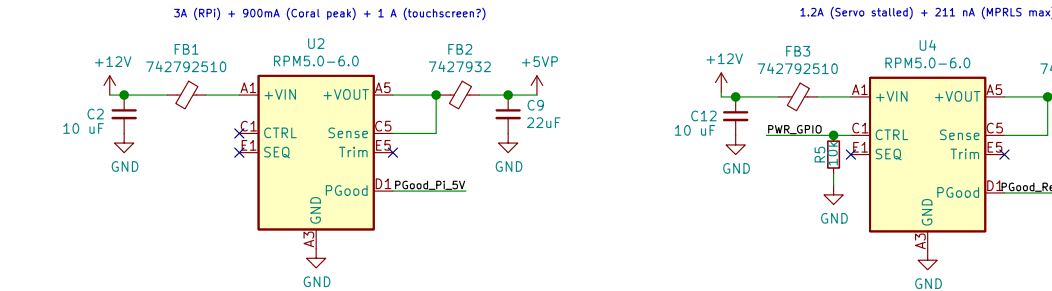 3A (RPi) + 900mA (Coral peak) + 1 A (touchscreen?)
+12V
FB1
742792510
C2
10 uF
GND
U2
RPM5.0-6.0
A1
+VIN
C1
CTRL
E1
SEQ
+VOUT
A5
Sense
C5
Trim
E5
PGood
D1
PGood_Pi_5V
GND
A3
GND
FB2
7427932
+5VP
C9
22uF
GND
1.2A (Servo stalled) + 211 nA (MPRLS max)
+12V
FB3
742792510
C12
10 uF
GND
PWR_GPIO
R5
10k
GND
U4
RPM5.0-6.0
A1
+VIN
C1
CTRL
E1
SEQ
+VOUT
A5
Sense
C5
Trim
E5
PGood
D1
PGood_Re
GND
A3
GND